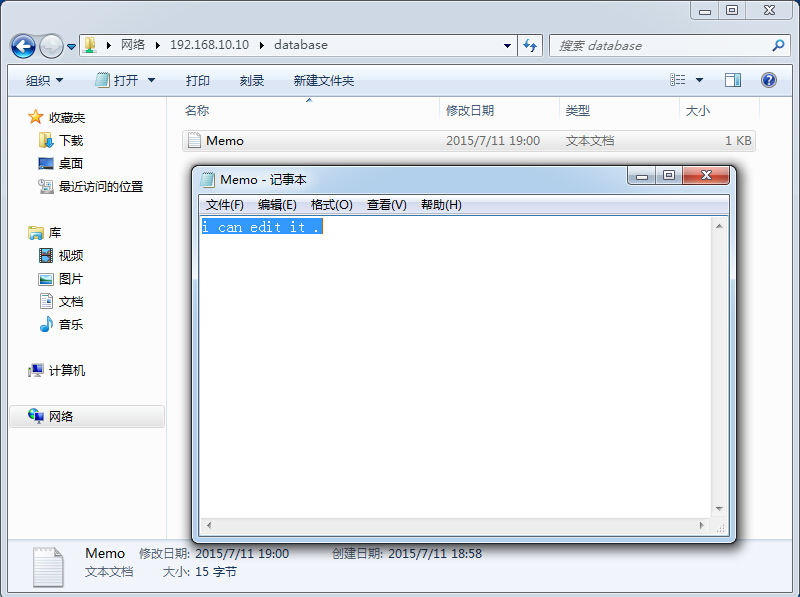 网络 192.168.10.10 database
搜索 database
组织 打开 打印 刻录 新建文件夹
名称 修改日期 类型 大小
Memo 2015/7/11 19:00 文本文档 1 KB
收藏夹
下载
桌面
最近访问的位置
库
视频
图片
文档
音乐
计算机
网络
Memo - 记事本
文件(F) 编辑(E) 格式(O) 查看(V) 帮助(H)
i can edit it .
Memo 修改日期: 2015/7/11 19:00 创建日期: 2015/7/11 18:58
文本文档 大小: 15 字节